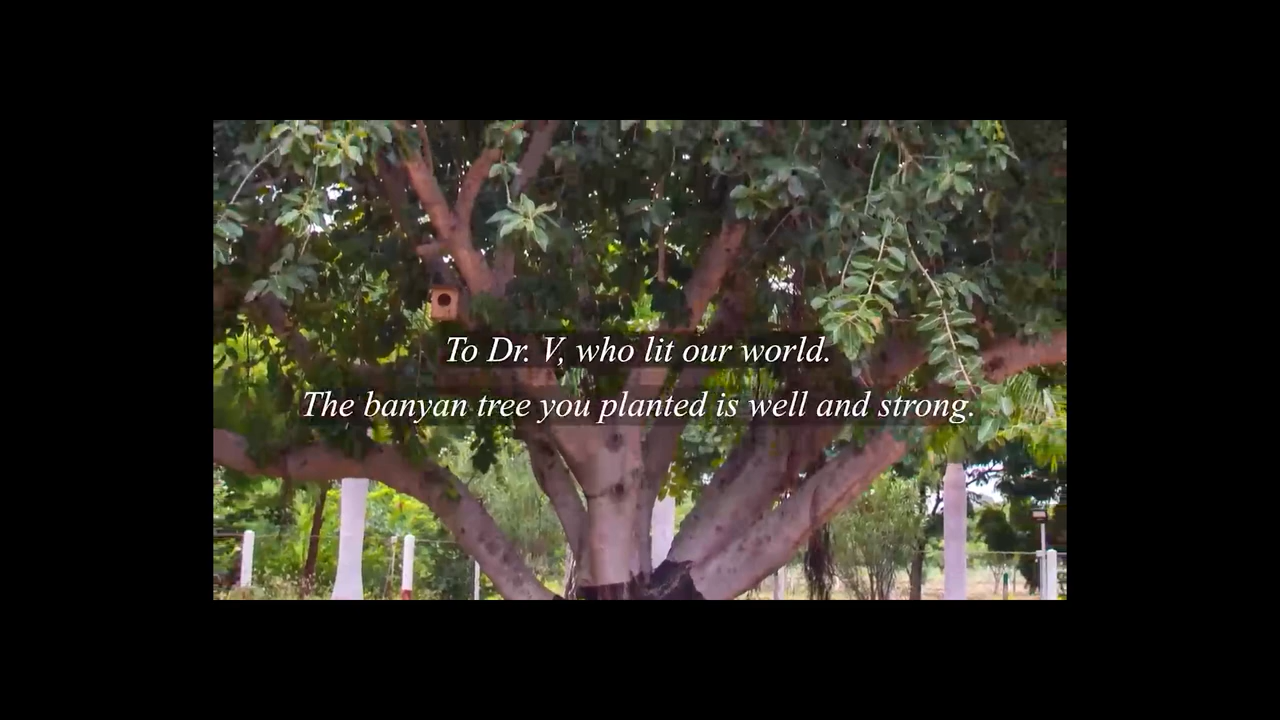 To Dr. V, who lit our world.
The banyan tree you planted is well and strong.